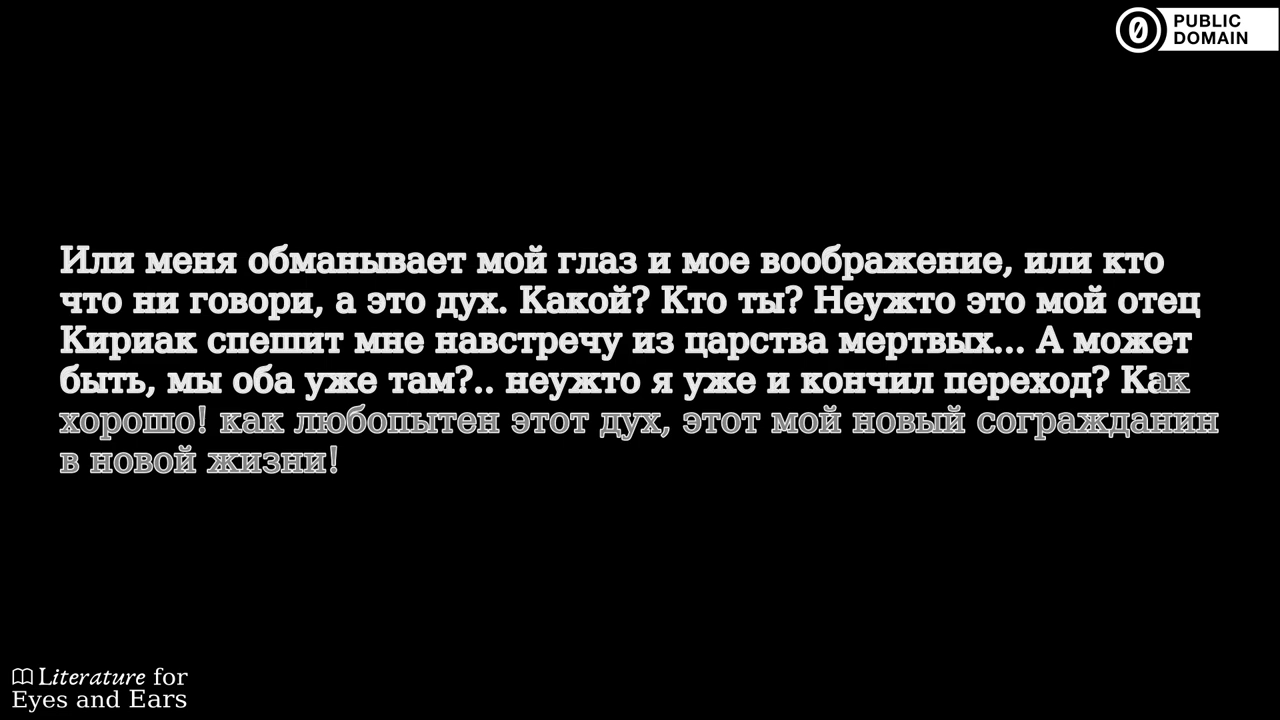 PUBLIC
DOMAIN
Или меня обманывает мой глаз и мое воображение, или кто
что ни говори, а это дух. Какой? Кто ты? Неужто это мой отец
Кириак спешит мне навстречу из царства мертвых... А может
быть, мы оба уже там?.. неужто я уже и кончил переход? Как
хорошо! как любопытен этот дух, этот мой новый согражданин
в новой жизни!
Literature for
Eyes and Ears